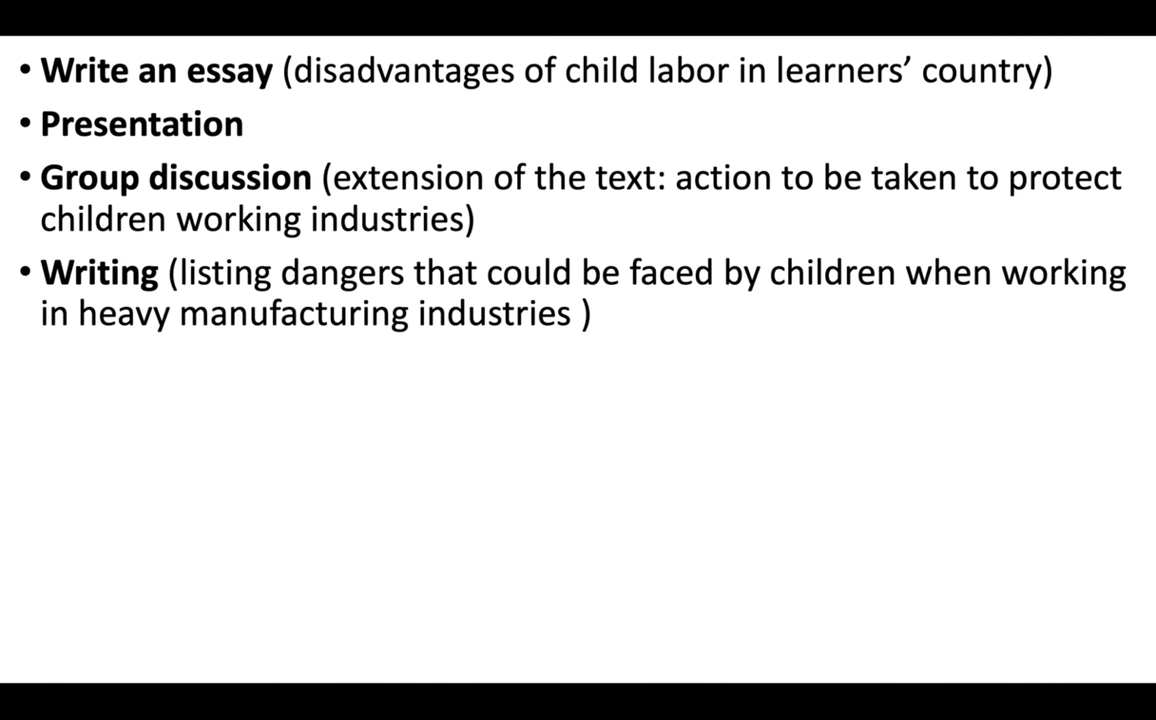 • Write an essay (disadvantages of child labor in learners’ country)
• Presentation
• Group discussion (extension of the text: action to be taken to protect
children working industries)
• Writing (listing dangers that could be faced by children when working
in heavy manufacturing industries )